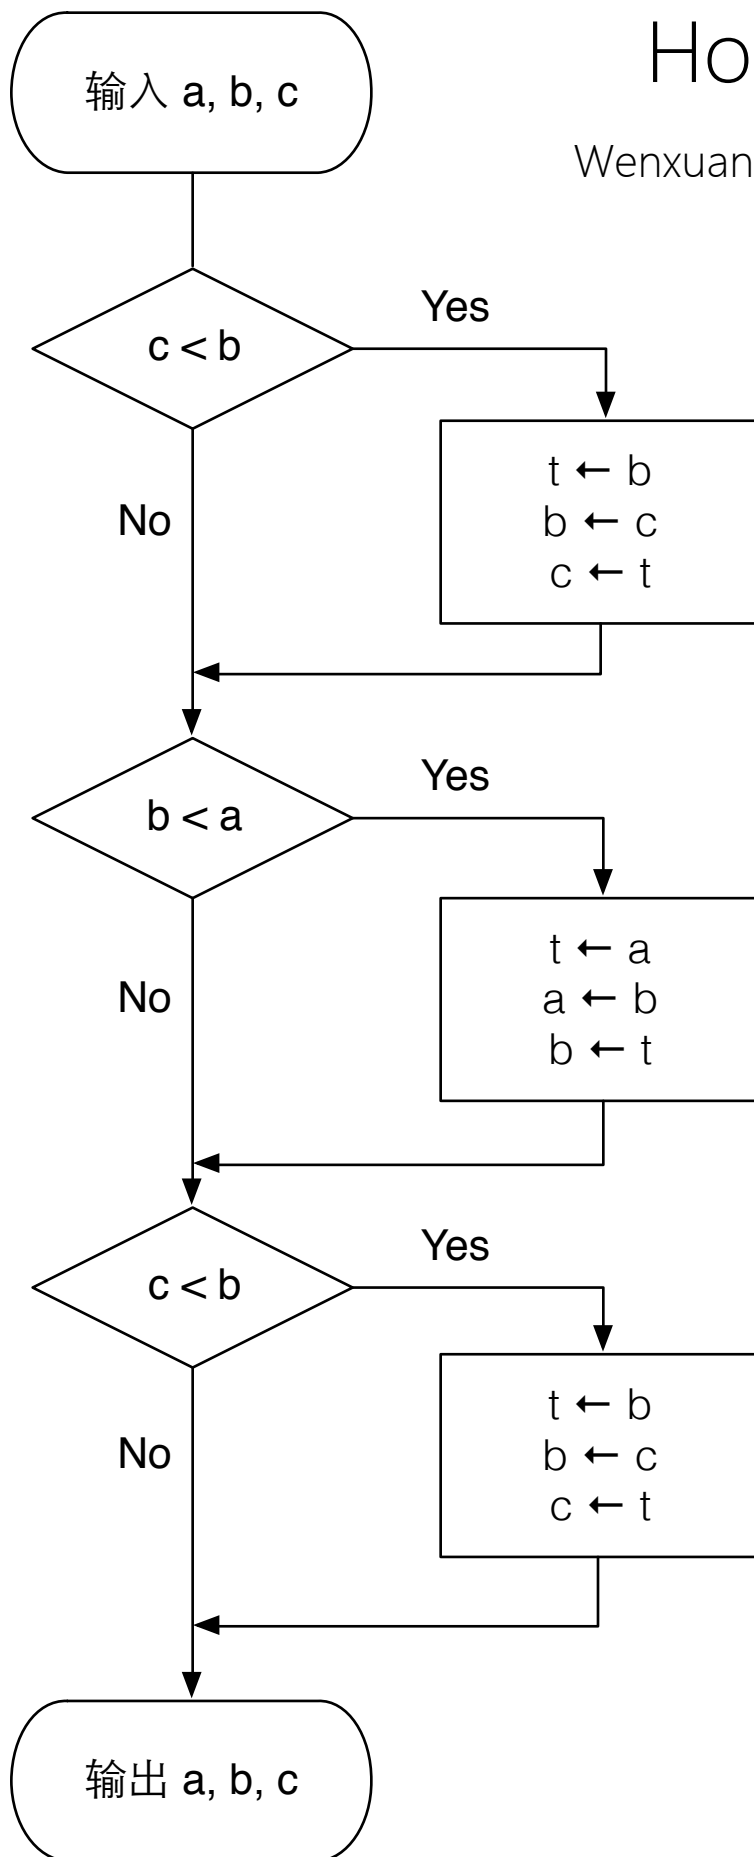 输入 a, b, c
Ho
Wenxuan
c < b
Yes
t ← b
b ← c
c ← t
No
b < a
Yes
t ← a
a ← b
b ← t
No
c < b
Yes
t ← b
b ← c
c ← t
No
输出 a, b, c